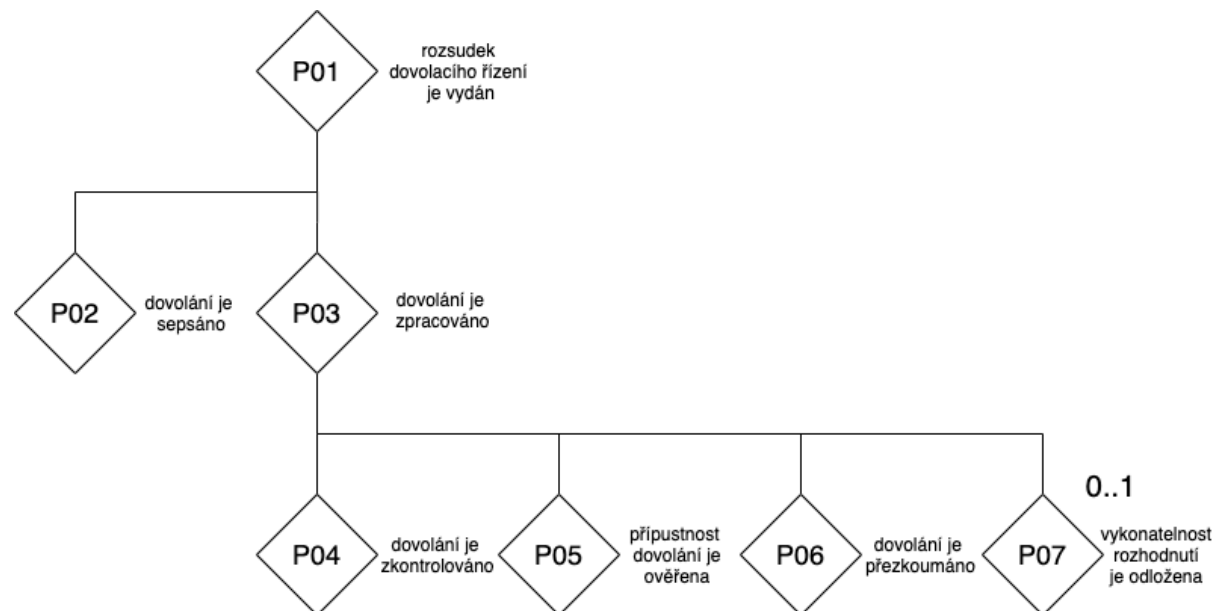 P01
rozsudek
dovolacího řízení
je vydán
P02
dovolání je
sepsáno
P03
dovolání je
zpracováno
P04
dovolání je
zkontrolováno
P05
přípustnost
dovolání je
ověřena
P06
dovolání je
přezkoumáno
P07
0..1
vykonatelnost
rozhodnutí
je odložena